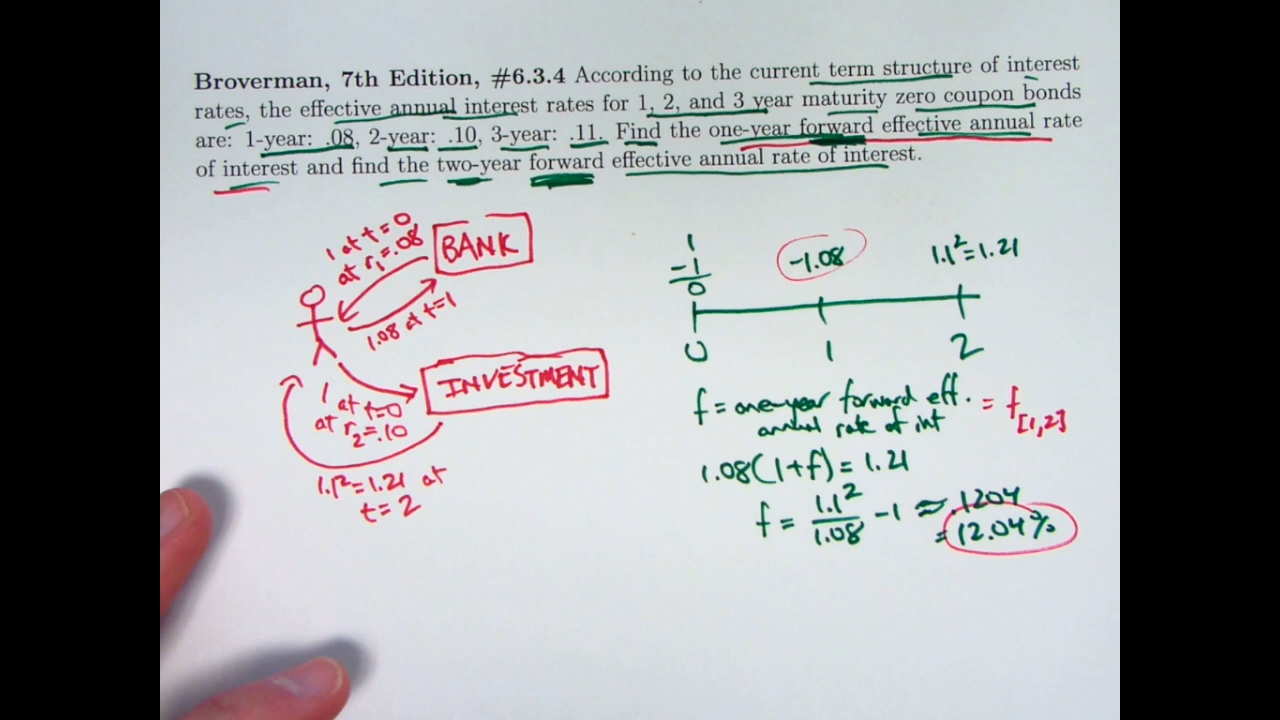 Broverman, 7th Edition, #6.3.4 According to the current term structure of interest
rates, the effective annual interest rates for 1, 2, and 3 year maturity zero coupon bonds
are: 1-year: .08, 2-year: .10, 3-year: .11. Find the one-year forward effective annual rate
of interest and find the two-year forward effective annual rate of interest.
1 at t=0
at r₁=.08
BANK
1.08 at t=1
INVESTMENT
1 at t=0
at r₂=.10
1.1²=1.21 at
t=2
1
-1
0
-1.08
1.1²=1.21
0 1 2
f = one-year forward eff.
annual rate of int
= f[1,2]
1.08(1+f) = 1.21
f = 1.1²/1.08 - 1 ≈ .1204
= 12.04%